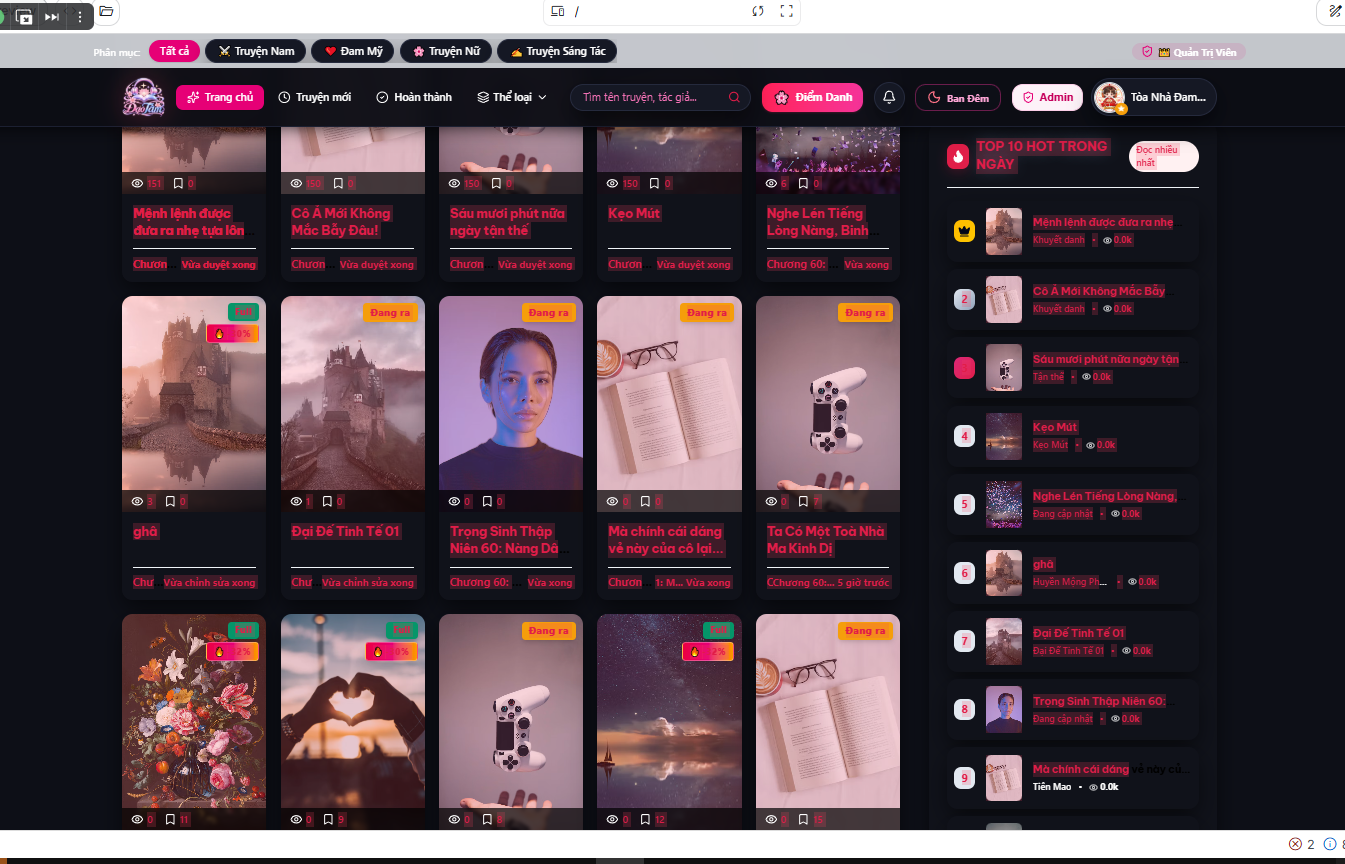 /
Phân mục:
Tất cả
Truyện Nam
Đam Mỹ
Truyện Nữ
Truyện Sáng Tác
Quản Trị Viên
Trang chủ
Truyện mới
Hoàn thành
Thể loại
Tìm tên truyện, tác giả...
Điểm Danh
Ban Đêm
Admin
Tòa Nhà Đam...
151 0
150 0
150 0
150 0
6 0
Mệnh lệnh được
đưa ra nhẹ tựa lôn
Chươn Vừa duyệt xong
Cô Ả Mới Không
Mắc Bẫy Đâu!
Chươn Vừa duyệt xong
Sáu mươi phút nữa
ngày tận thế
Chươn Vừa duyệt xong
Kẹo Mút
Chươn Vừa duyệt xong
Nghe Lén Tiếng
Lòng Nàng, Binh
Chương 60: Vừa xong
Full
0%
Đang ra
Đang ra
Đang ra
Đang ra
3 0
1 0
0 0
0 0
0 7
ghâ
Chư Vừa chỉnh sửa xong
Đại Đế Tinh Tế 01
Chư Vừa chỉnh sửa xong
Trọng Sinh Thập
Niên 60: Nàng Dâ
Chương 60: Vừa xong
Mà chính cái dáng
vẻ này của cô lại...
Chươn 1: M... Vừa xong
Ta Có Một Toà Nhà
Ma Kinh Dị
CChương 60:... 5 giờ trước
Full
2%
Full
0%
Đang ra
Full
2%
Đang ra
0 11
0 9
0 8
0 12
0 15
TOP 10 HOT TRONG
NGÀY
Đọc nhiều
nhất
Mệnh lệnh được đưa ra nhẹ
Khuyết danh • 0.0k
2
Cô Ả Mới Không Mắc Bẫy
Khuyết danh • 0.0k
Sáu mươi phút nữa ngày tận
Tận thế • 0.0k
4
Kẹo Mút
Kẹo Mút • 0.0k
5
Nghe Lén Tiếng Lòng Nàng,
Đang cập nhật • 0.0k
6
ghâ
Huyền Mộng Ph... • 0.0k
7
Đại Đế Tinh Tế 01
Đại Đế Tinh Tế 01 • 0.0k
8
Trọng Sinh Thập Niên 60:
Đang cập nhật • 0.0k
9
Mà chính cái dáng vẻ này củ...
Tiên Mao • 0.0k
2